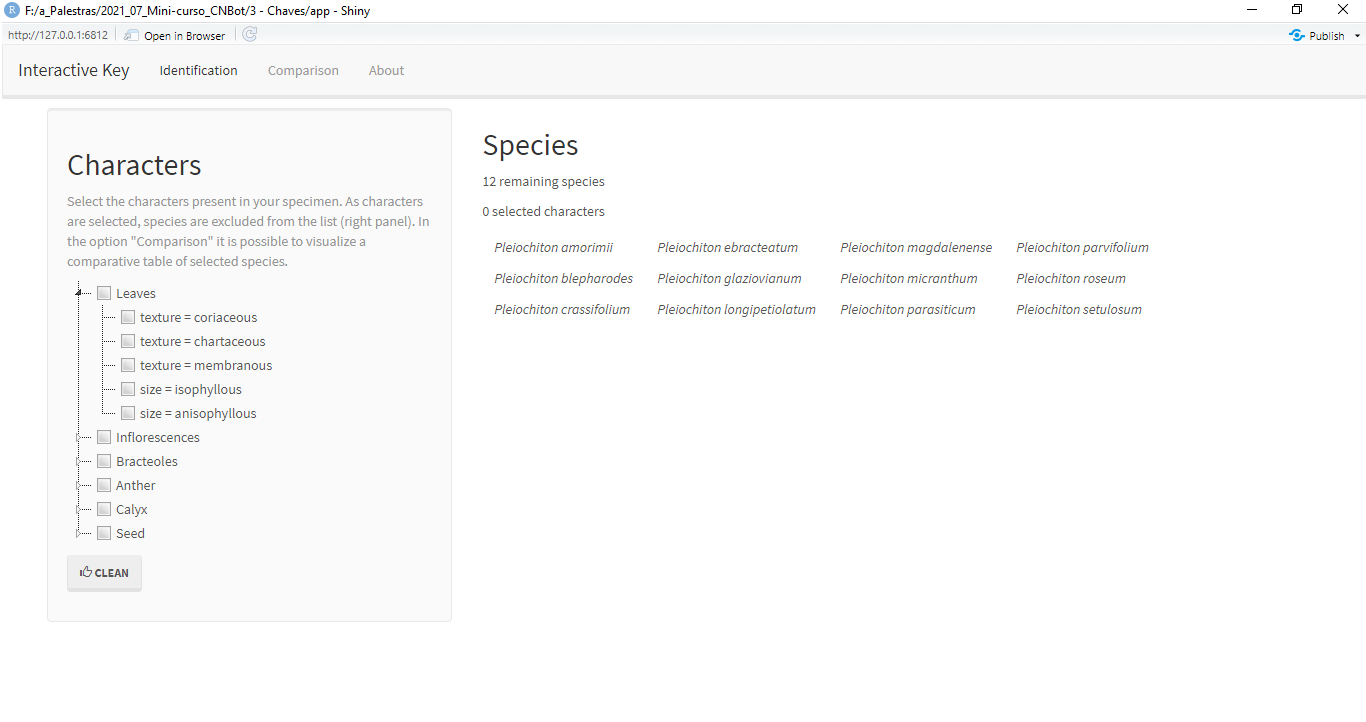 F:/a_Palestras/2021_07_Mini-curso_CNBot/3 - Chaves/app - Shiny
http://127.0.0.1:6812 Open in Browser Publish
Interactive Key Identification Comparison About
Characters
Select the characters present in your specimen. As characters
are selected, species are excluded from the list (right panel). In
the option "Comparison" it is possible to visualize a
comparative table of selected species.
Leaves
texture = coriaceous
texture = chartaceous
texture = membranous
size = isophyllous
size = anisophyllous
Inflorescences
Bracteoles
Anther
Calyx
Seed
CLEAN
Species
12 remaining species
0 selected characters
Pleiochiton amorimii Pleiochiton ebracteatum Pleiochiton magdalenense Pleiochiton parvifolium
Pleiochiton blepharodes Pleiochiton glaziovianum Pleiochiton micranthum Pleiochiton roseum
Pleiochiton crassifolium Pleiochiton longipetiolatum Pleiochiton parasiticum Pleiochiton setulosum